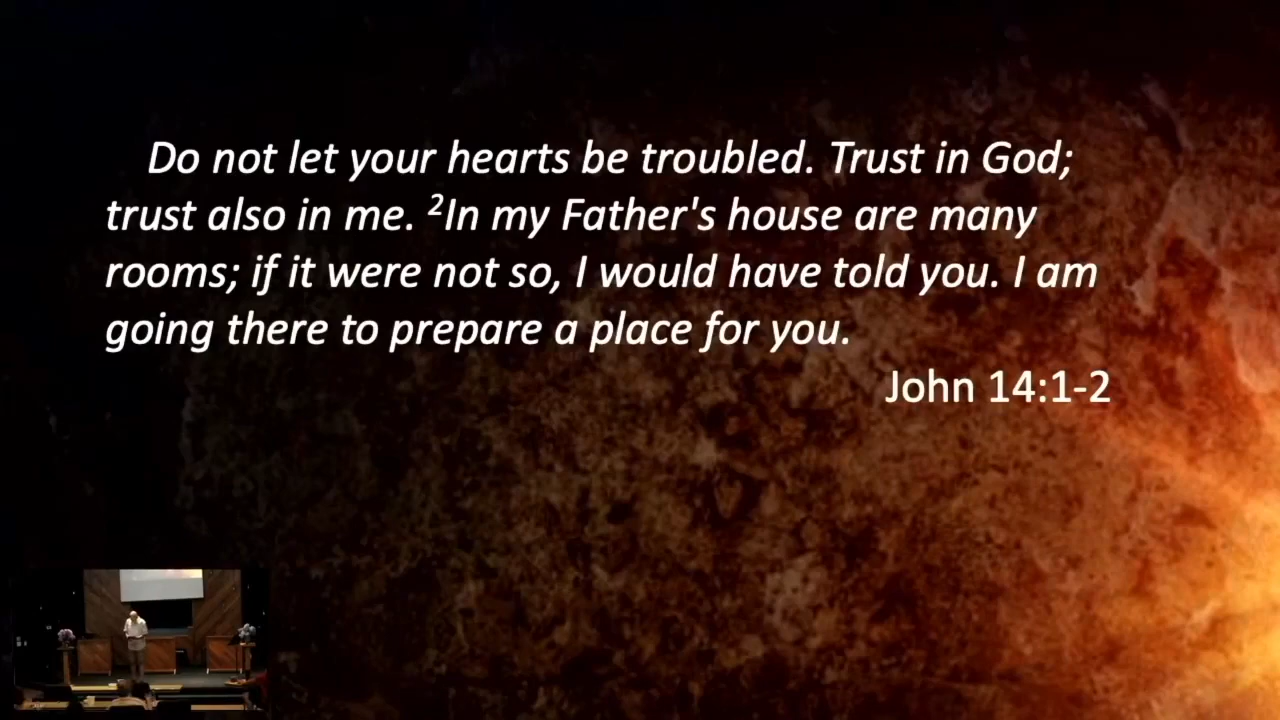 Do not let your hearts be troubled. Trust in God;
trust also in me. ²In my Father's house are many
rooms; if it were not so, I would have told you. I am
going there to prepare a place for you.
John 14:1-2